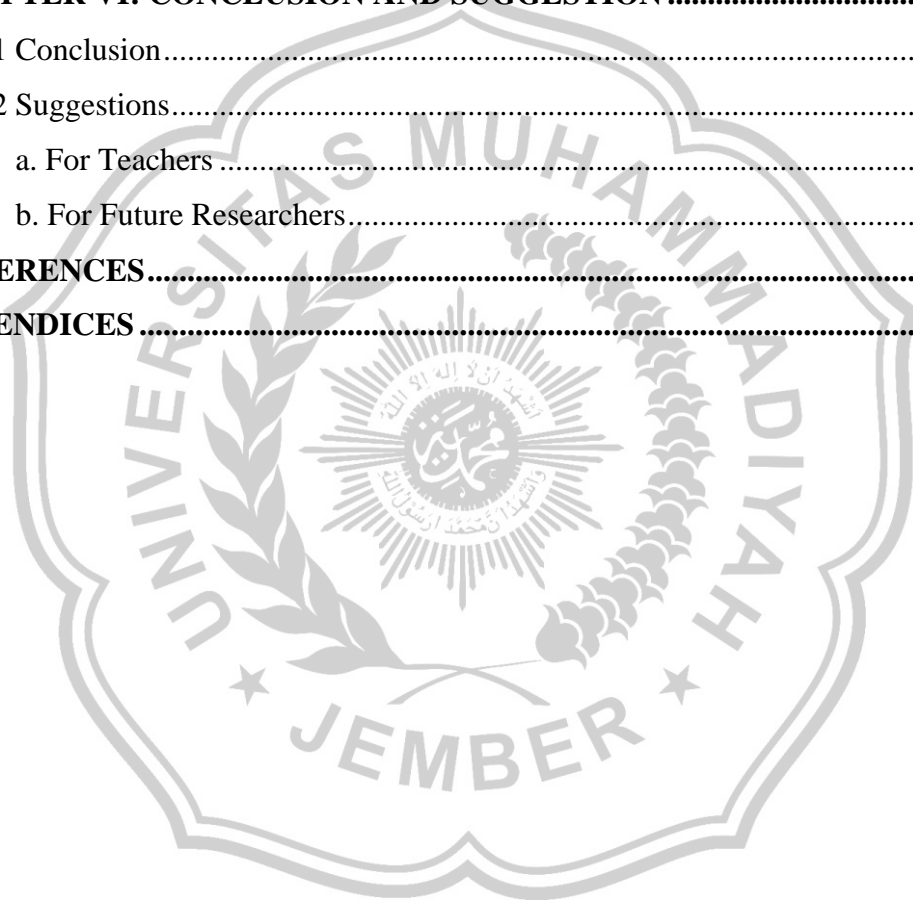 PTER VI: CONCLUSION AND SUGGESTION....................................
1 Conclusion...............................................................................................
2 Suggestions..............................................................................................
a. For Teachers ........................................................................................
b. For Future Researchers........................................................................
ERENCES.................................................................................................
ENDICES ..................................................................................................
UNIVERSITAS MUHAMMADIYAH
JEMBER